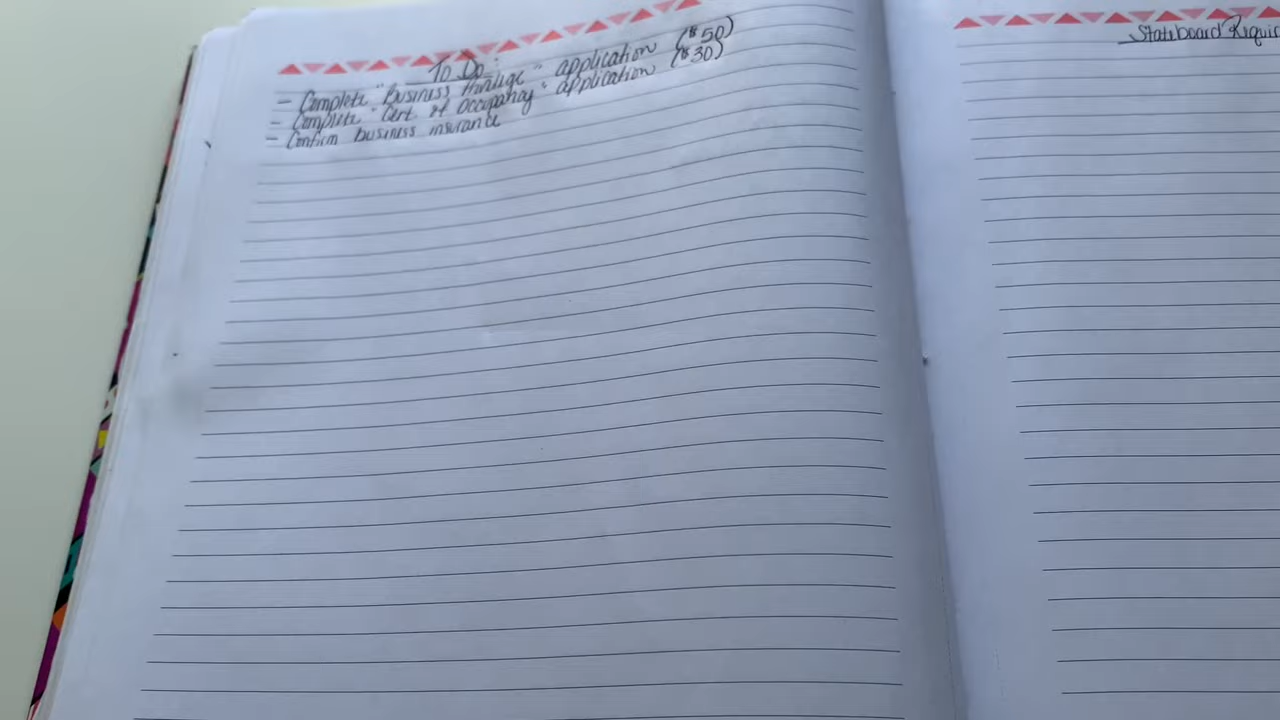 To Do:
- Complete "Business Privilege" application ($50)
- Complete "Cert. of Occupancy" application ($30)
- Confirm business insurance
Stateboard Requir